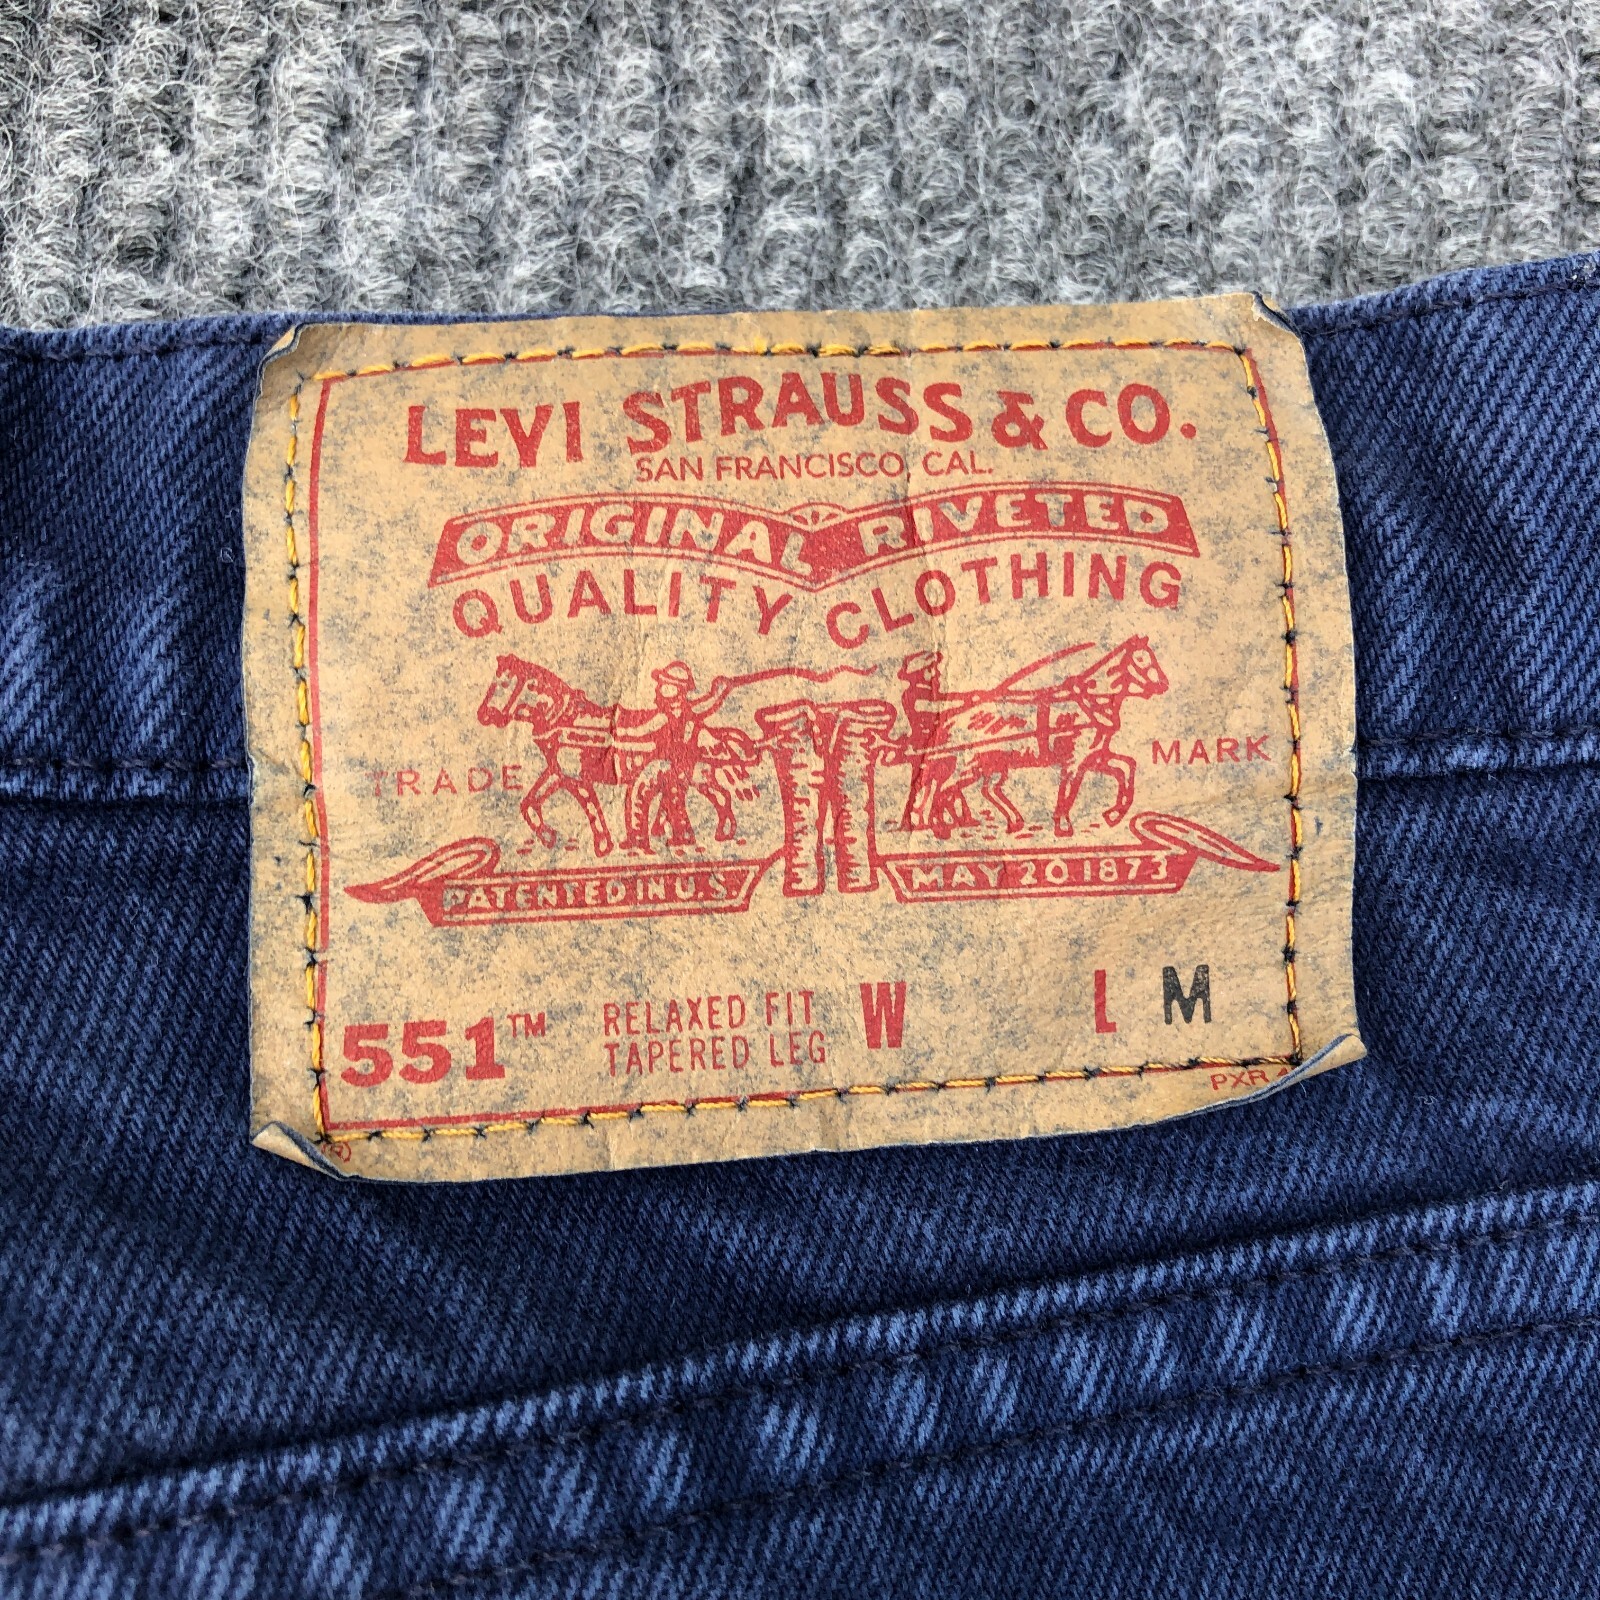 LEVI STRAUSS & CO.
SAN FRANCISCO, CAL.
ORIGINAL RIVETED
QUALITY CLOTHING
TRADE MARK
PATENTED IN U.S. MAY 20.1873
551™ RELAXED FIT W L M
TAPERED LEG
PXR
(R)